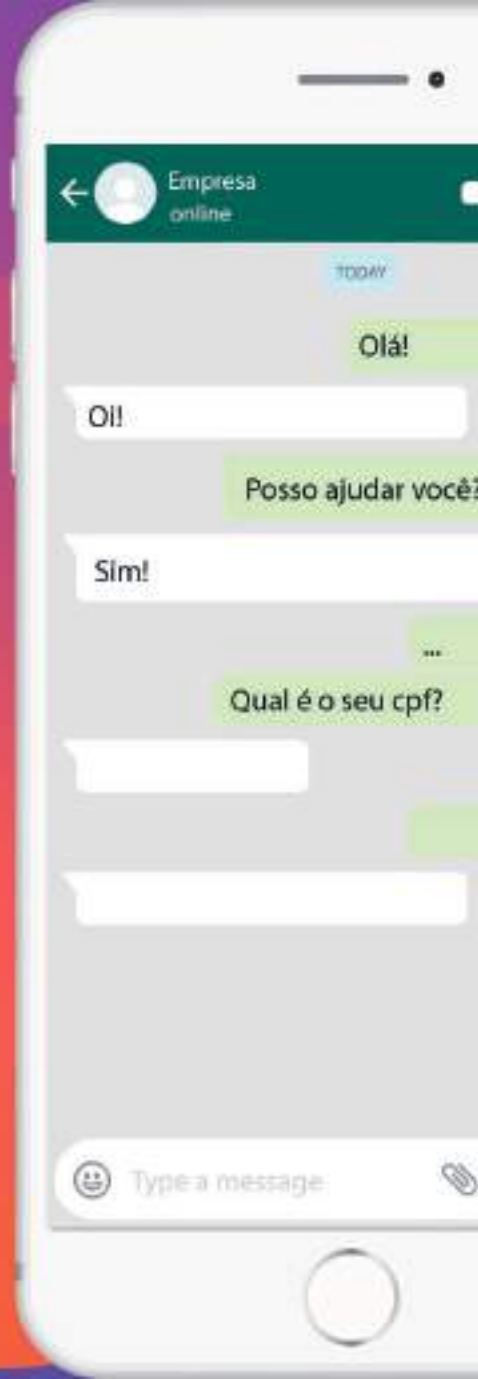 Empresa
online
TODAY
Olá!
Oi!
Posso ajudar você?
Sim!
...
Qual é o seu cpf?
Type a message